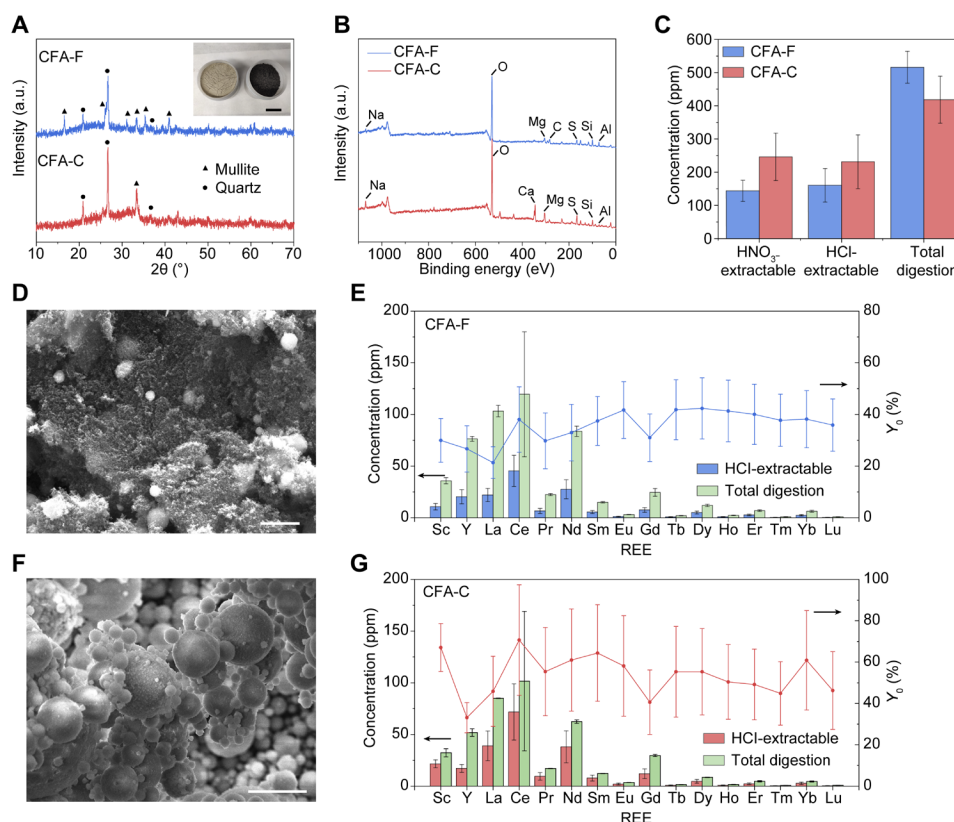 A
CFA-F
CFA-C
Mullite
Quartz
Intensity (a.u.)
10 20 30 40 50 60 70
2θ (°)
B
CFA-F
CFA-C
O
Na
Mg C S Si Al
O
Na
Ca
Mg S Si Al
Intensity (a.u.)
1000 800 600 400 200 0
Binding energy (eV)
C
CFA-F
CFA-C
Concentration (ppm)
600
500
400
300
200
100
0
HNO₃-
extractable
HCl-
extractable
Total
digestion
D
E
CFA-F
Concentration (ppm)
200
150
100
50
0
Y₀ (%)
80
60
40
20
0
HCl-extractable
Total digestion
Sc Y La Ce Pr Nd Sm Eu Gd Tb Dy Ho Er Tm Yb Lu
REE
F
G
CFA-C
Concentration (ppm)
200
150
100
50
0
Y₀ (%)
100
80
60
40
20
0
HCl-extractable
Total digestion
Sc Y La Ce Pr Nd Sm Eu Gd Tb Dy Ho Er Tm Yb Lu
REE